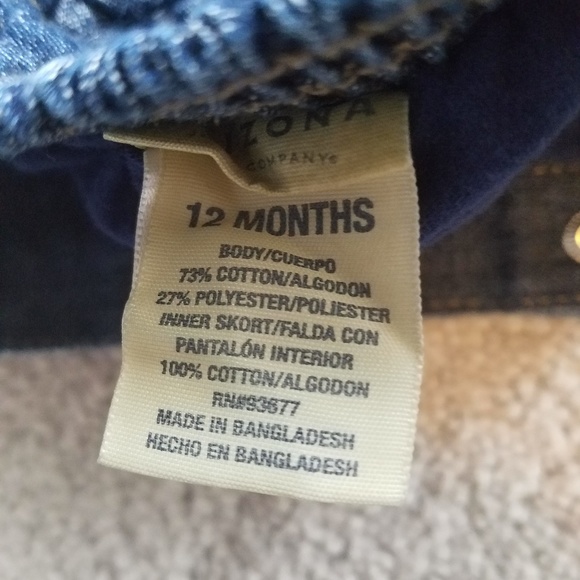 IZONA
COMPANY©
12 MONTHS
BODY/CUERPO
73% COTTON/ALGODON
27% POLYESTER/POLIESTER
INNER SKORT/FALDA CON
PANTALÓN INTERIOR
100% COTTON/ALGODON
RN#93677
MADE IN BANGLADESH
HECHO EN BANGLADESH